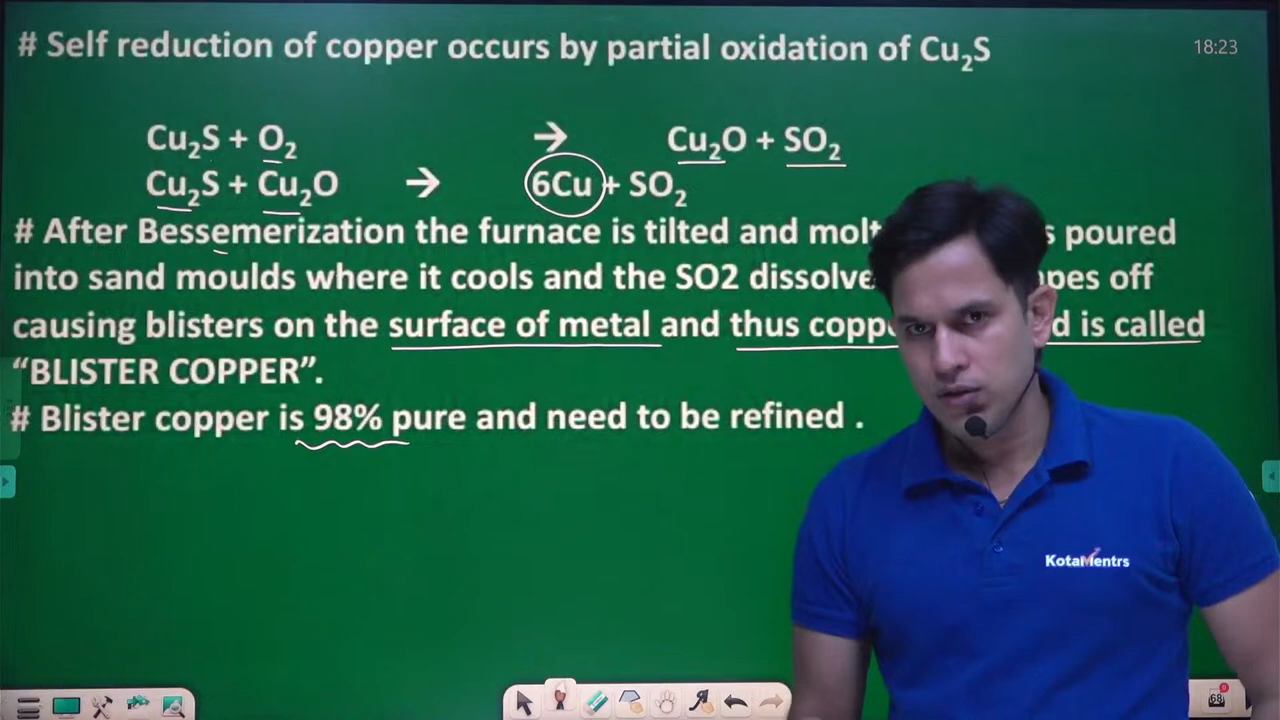 # Self reduction of copper occurs by partial oxidation of Cu₂S
18:23
Cu₂S + O₂ → Cu₂O + SO₂
Cu₂S + Cu₂O → 6Cu + SO₂
# After Bessemerization the furnace is tilted and molt s poured
into sand moulds where it cools and the SO2 dissolve pes off
causing blisters on the surface of metal and thus copp d is called
“BLISTER COPPER”.
# Blister copper is 98% pure and need to be refined .
KotaMentrs
68